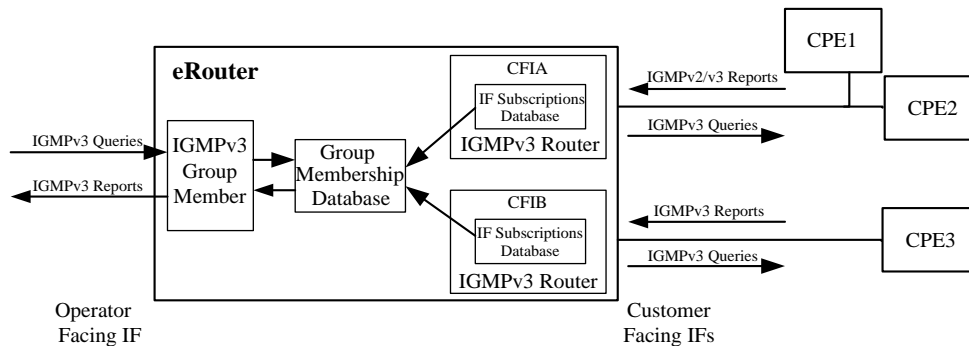 CPE1
eRouter
CFIA
IGMPv2/v3 Reports
IF Subscriptions
Database
CPE2
IGMPv3 Queries
IGMPv3
Group
Member
IGMPv3 Router
IGMPv3 Queries
Group
Membership
Database
IGMPv3 Reports
CFIB
IGMPv3 Reports
IF Subscriptions
Database
CPE3
IGMPv3 Router
IGMPv3 Queries
Operator
Facing IF
Customer
Facing IFs